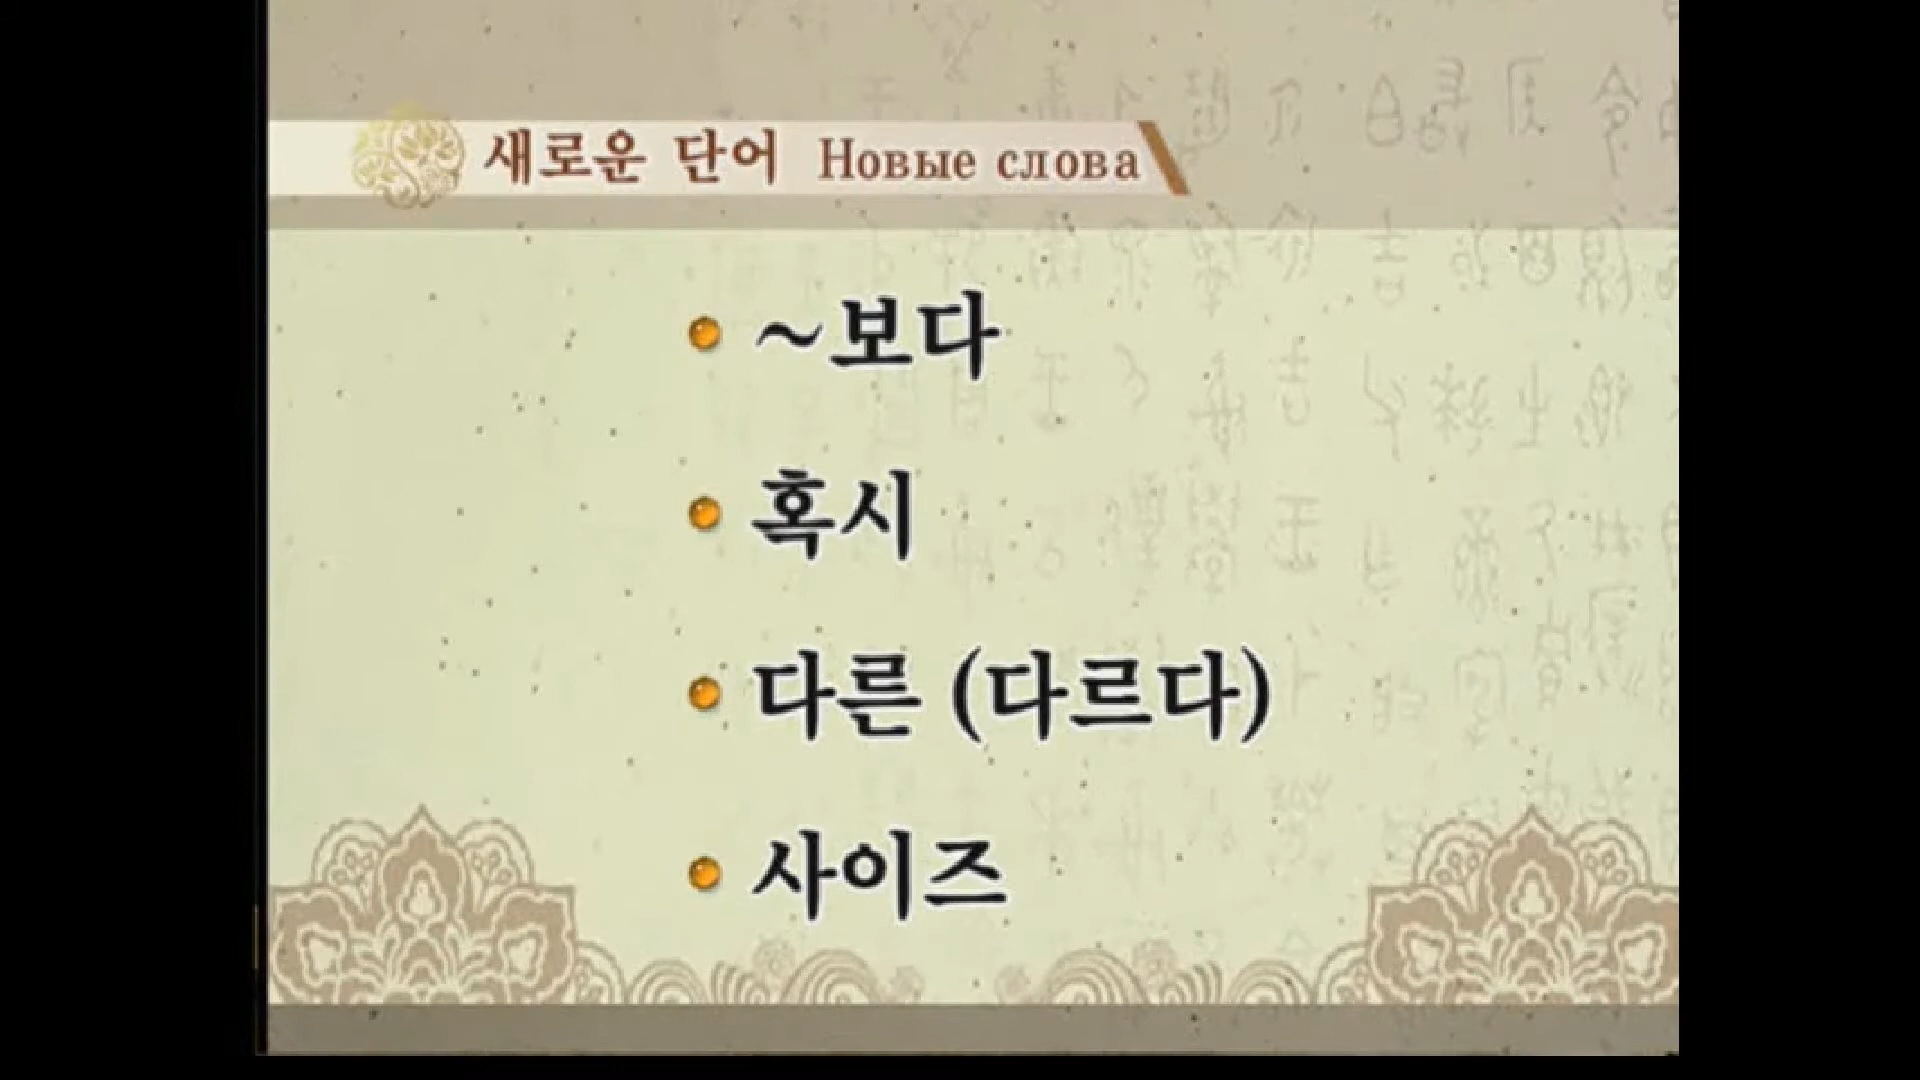 새로운 단어 Новые слова
~보다
혹시
다른 (다르다)
사이즈